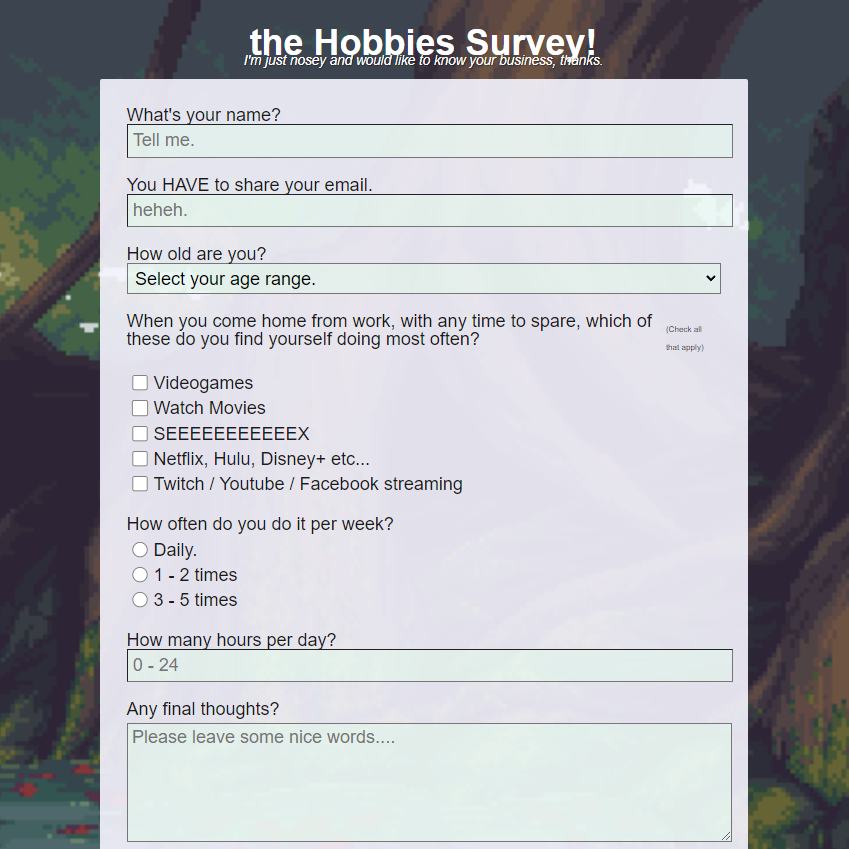 the Hobbies Survey!
I'm just nosey and would like to know your business, thanks.
What's your name?
Tell me.
You HAVE to share your email.
heheh.
How old are you?
Select your age range.
When you come home from work, with any time to spare, which of
these do you find yourself doing most often?
(Check all
that apply)
Videogames
Watch Movies
SEEEEEEEEEEEX
Netflix, Hulu, Disney+ etc...
Twitch / Youtube / Facebook streaming
How often do you do it per week?
Daily.
1 - 2 times
3 - 5 times
How many hours per day?
0 - 24
Any final thoughts?
Please leave some nice words....